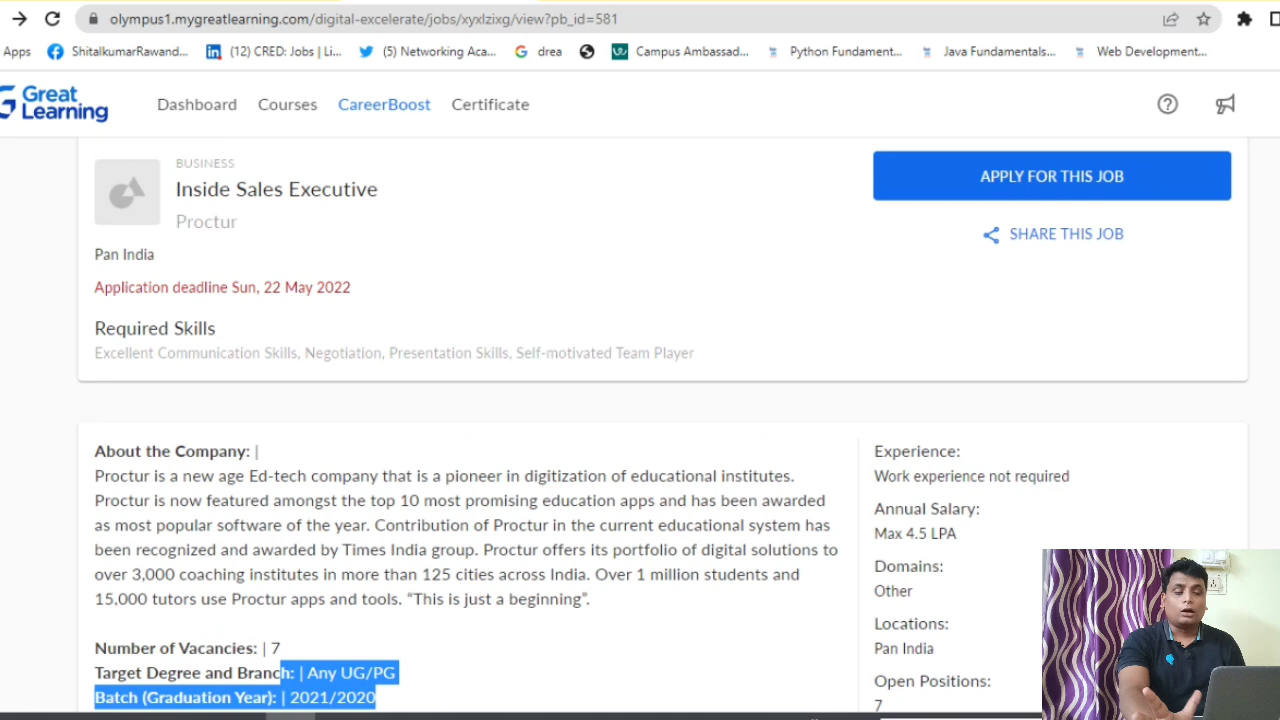 olympus1.mygreatlearning.com/digital-excelerate/jobs/xyxlzixg/view?pb_id=581
Apps ShitalkumarRawand... (12) CRED: Jobs | Li... (5) Networking Aca... drea Campus Ambassad... Python Fundament... Java Fundamentals... Web Development...
Great Learning Dashboard Courses CareerBoost Certificate
BUSINESS
Inside Sales Executive
Proctur
APPLY FOR THIS JOB
SHARE THIS JOB
Pan India
Application deadline Sun, 22 May 2022
Required Skills
Excellent Communication Skills, Negotiation, Presentation Skills, Self-motivated Team Player
About the Company: |
Proctur is a new age Ed-tech company that is a pioneer in digitization of educational institutes.
Proctur is now featured amongst the top 10 most promising education apps and has been awarded
as most popular software of the year. Contribution of Proctur in the current educational system has
been recognized and awarded by Times India group. Proctur offers its portfolio of digital solutions to
over 3,000 coaching institutes in more than 125 cities across India. Over 1 million students and
15,000 tutors use Proctur apps and tools. “This is just a beginning”.
Number of Vacancies: | 7
Target Degree and Branch: | Any UG/PG
Batch (Graduation Year): | 2021/2020
Experience:
Work experience not required
Annual Salary:
Max 4.5 LPA
Domains:
Other
Locations:
Pan India
Open Positions:
7